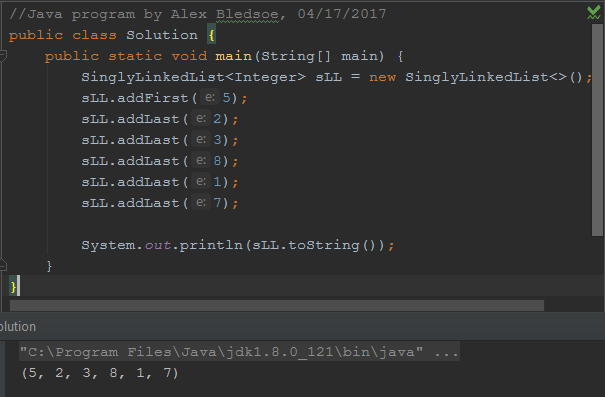 //Java program by Alex Bledsoe, 04/17/2017
public class Solution {
public static void main(String[] main) {
SinglyLinkedList<Integer> sLL = new SinglyLinkedList<>();
sLL.addFirst( e: 5);
sLL.addLast( e: 2);
sLL.addLast( e: 3);
sLL.addLast( e: 8);
sLL.addLast( e: 1);
sLL.addLast( e: 7);
System.out.println(sLL.toString());
}
}
olution
"C:\Program Files\Java\jdk1.8.0_121\bin\java" ...
(5, 2, 3, 8, 1, 7)